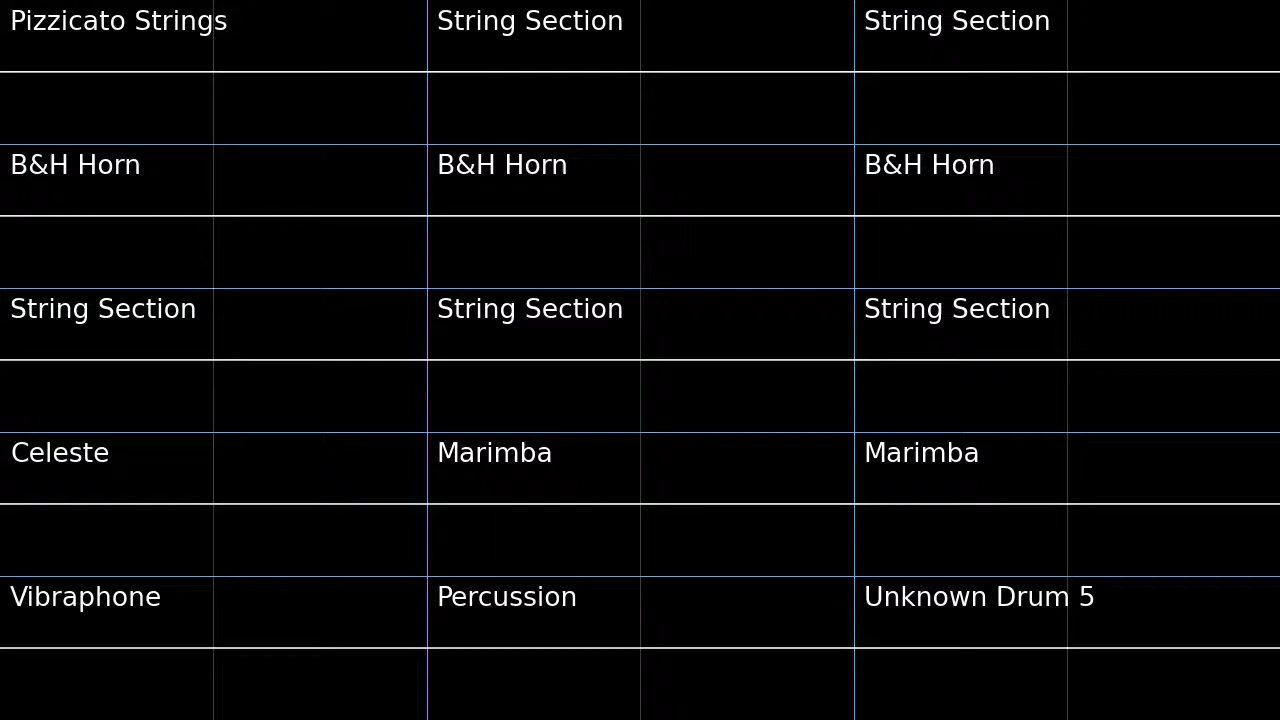 Pizzicato Strings
String Section
String Section
B&H Horn
B&H Horn
B&H Horn
String Section
String Section
String Section
Celeste
Marimba
Marimba
Vibraphone
Percussion
Unknown Drum 5